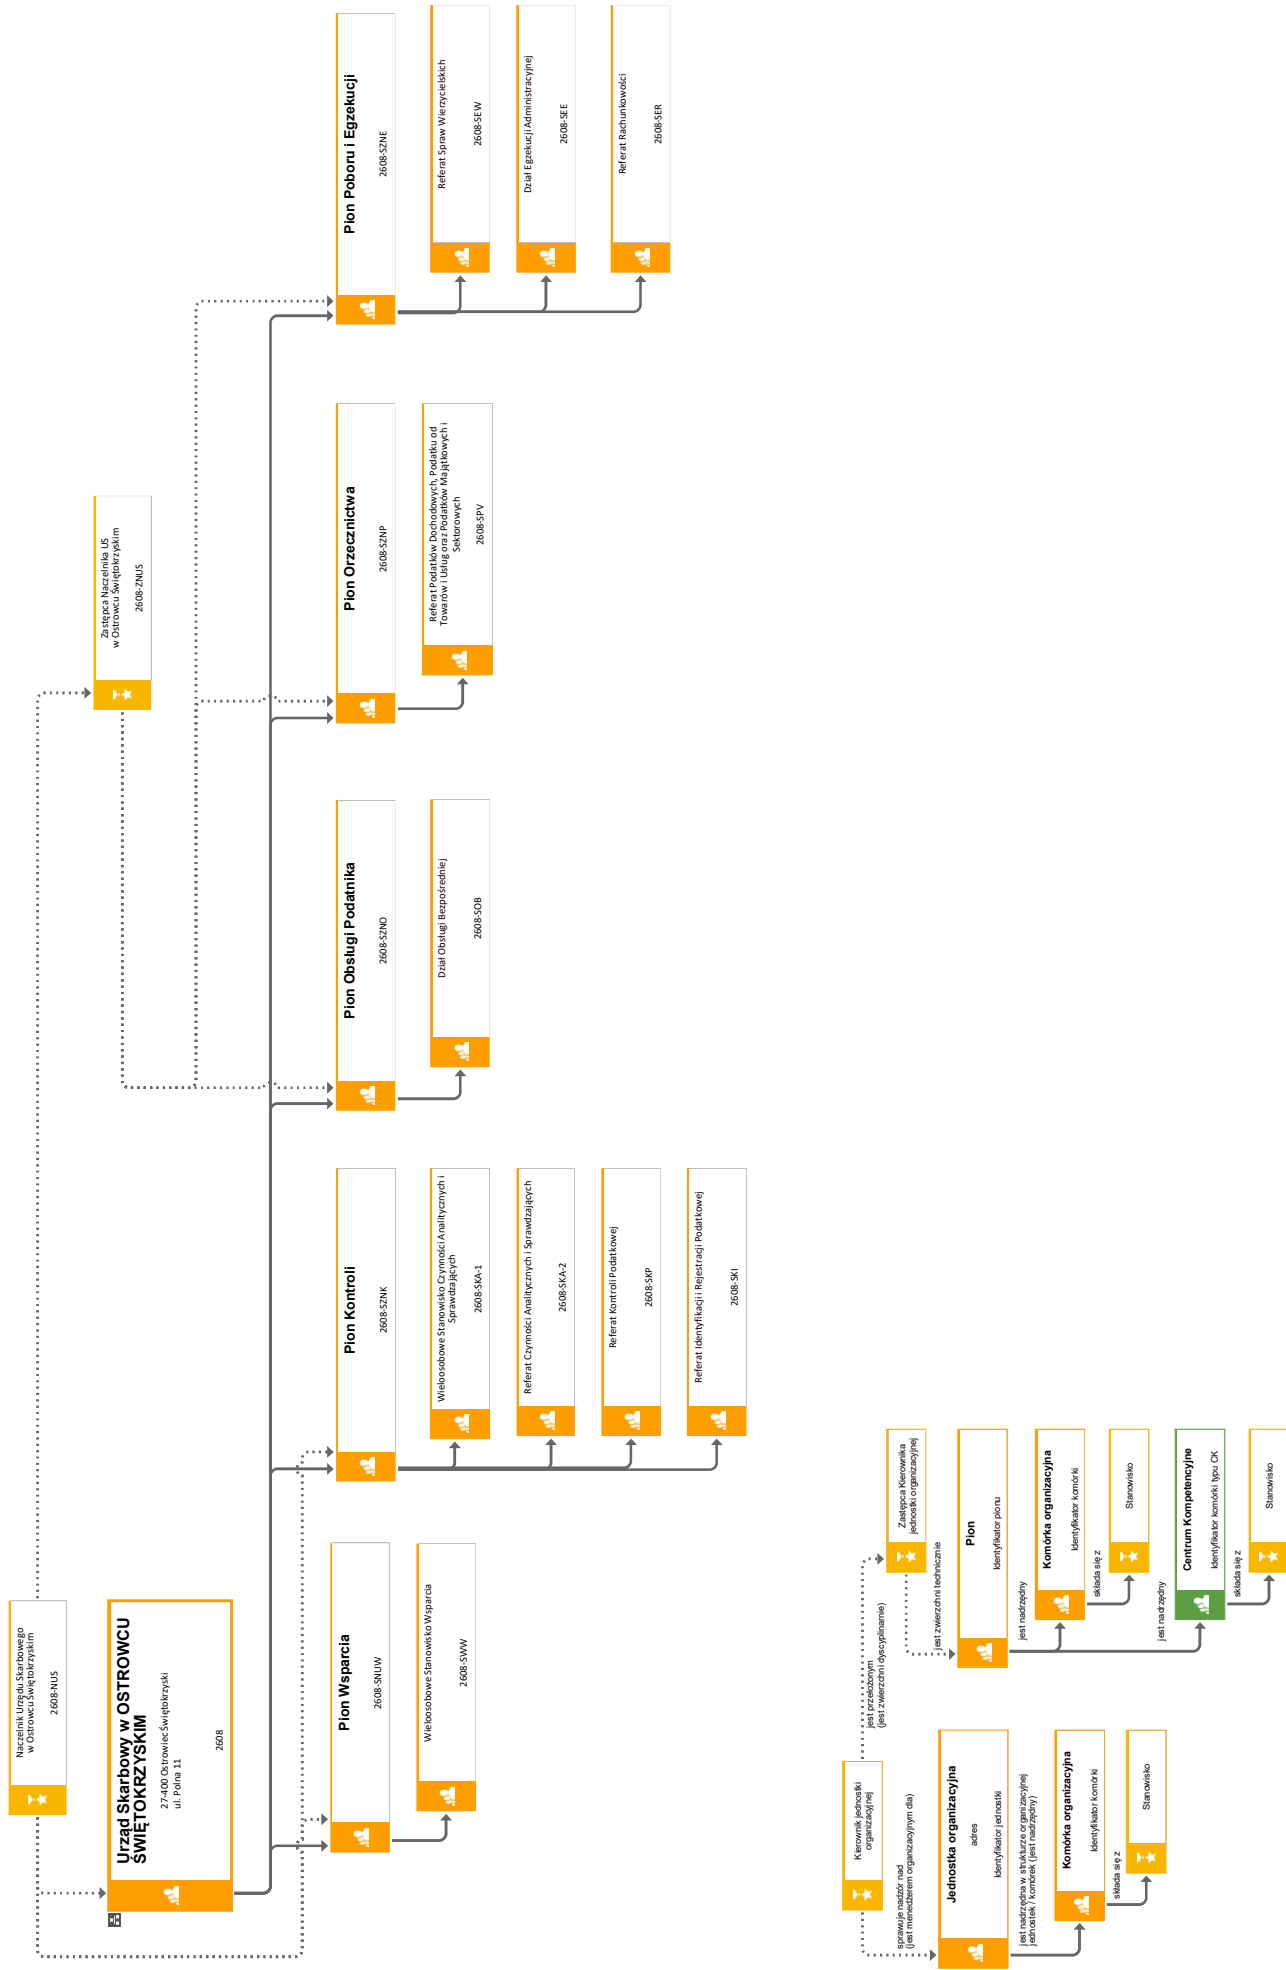 Naczelnik Urzędu Skarbowego
w Ostrowcu Świętokrzyskim
2608-NUS
Zastępca Naczelnika US
w Ostrowcu Świętokrzyskim
2608-ZNUS
Urząd Skarbowy w OSTROWCU
ŚWIĘTOKRZYSKIM
27-400 Ostrowiec Świętokrzyski
ul. Polna 11
2608
Pion Wsparcia
2608-SNUW
Wieloosobowe Stanowisko Wsparcia
2608-SWW
Pion Kontroli
2608-SZNK
Wieloosobowe Stanowisko Czynności Analitycznych i
Sprawdzających
2608-SKA-1
Referat Czynności Analitycznych i Sprawdzających
2608-SKA-2
Referat Kontroli Podatkowej
2608-SKP
Referat Identyfikacji i Rejestracji Podatkowej
2608-SKI
Pion Obsługi Podatnika
2608-SZNO
Dział Obsługi Bezpośredniej
2608-SOB
Pion Orzecznictwa
2608-SZNP
Referat Podatków Dochodowych, Podatku od
Towarów i Usług oraz Podatków Majątkowych i
Sektorowych
2608-SPV
Pion Poboru i Egzekucji
2608-SZNE
Referat Spraw Wierzycielskich
2608-SEW
Dział Egzekucji Administracyjnej
2608-SEE
Referat Rachunkowości
2608-SER
Kierownik jednostki
organizacyjnej
sprawuje nadzór nad
(jest menedżerem organizacyjnym dla)
Jednostka organizacyjna
adres
Identyfikator jednostki
jest nadrzędna w strukturze organizacyjnej
jednostek / komórek (jest nadrzędny)
Komórka organizacyjna
Identyfikator komórki
składa się z
Stanowisko
jest przełożonym
(jest zwierzchni dyscyplinarnie)
Zastępca Kierownika
jednostki organizacyjnej
jest zwierzchni technicznie
Pion
Identyfikator pionu
jest nadrzędny
Komórka organizacyjna
Identyfikator komórki
składa się z
Stanowisko
jest nadrzędny
Centrum Kompetencyjne
Identyfikator komórki typu CK
składa się z
Stanowisko